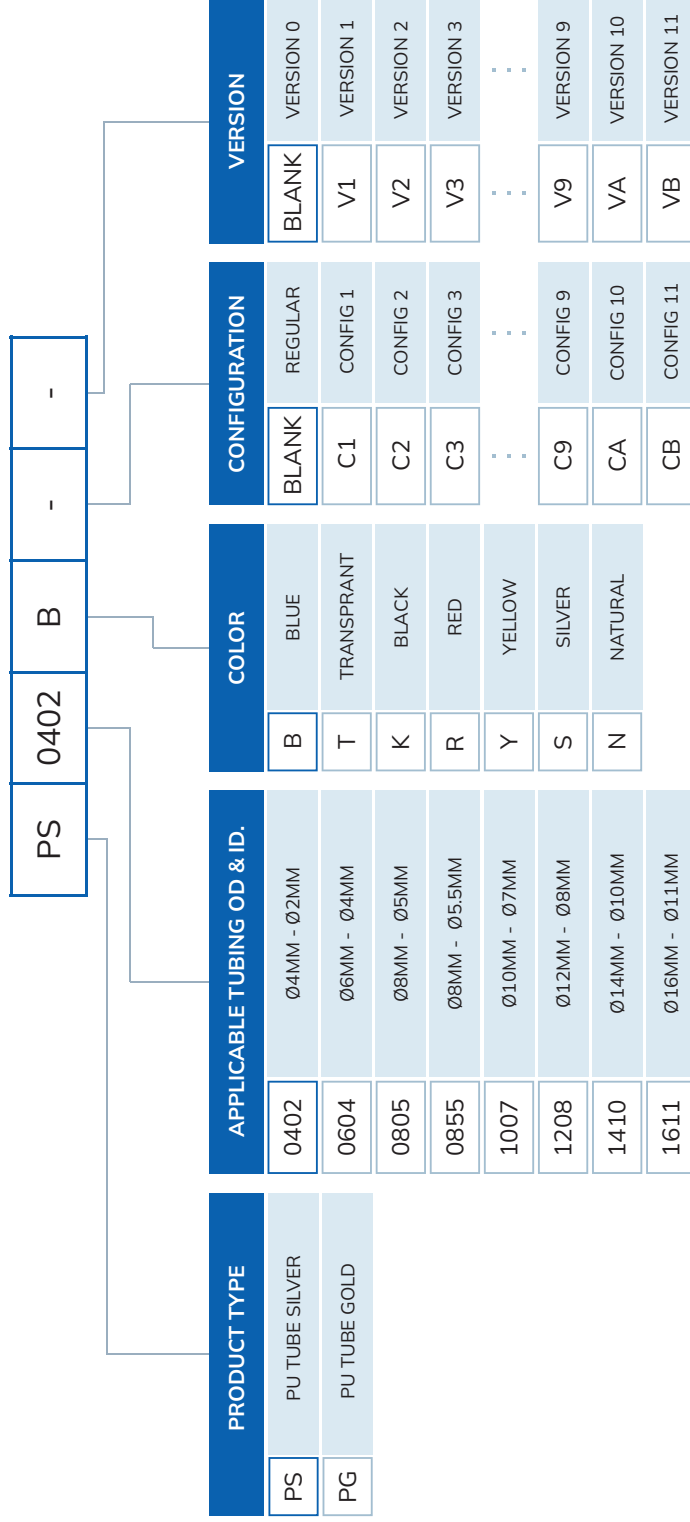 PS 0402 B - -
PRODUCT TYPE
PS PU TUBE SILVER
PG PU TUBE GOLD
APPLICABLE TUBING OD & ID.
0402 Ø4MM - Ø2MM
0604 Ø6MM - Ø4MM
0805 Ø8MM - Ø5MM
0855 Ø8MM - Ø5.5MM
1007 Ø10MM - Ø7MM
1208 Ø12MM - Ø8MM
1410 Ø14MM - Ø10MM
1611 Ø16MM - Ø11MM
COLOR
B BLUE
T TRANSPRANT
K BLACK
R RED
Y YELLOW
S SILVER
N NATURAL
CONFIGURATION
BLANK REGULAR
C1 CONFIG 1
C2 CONFIG 2
C3 CONFIG 3
... ...
C9 CONFIG 9
CA CONFIG 10
CB CONFIG 11
VERSION
BLANK VERSION 0
V1 VERSION 1
V2 VERSION 2
V3 VERSION 3
... ...
V9 VERSION 9
VA VERSION 10
VB VERSION 11